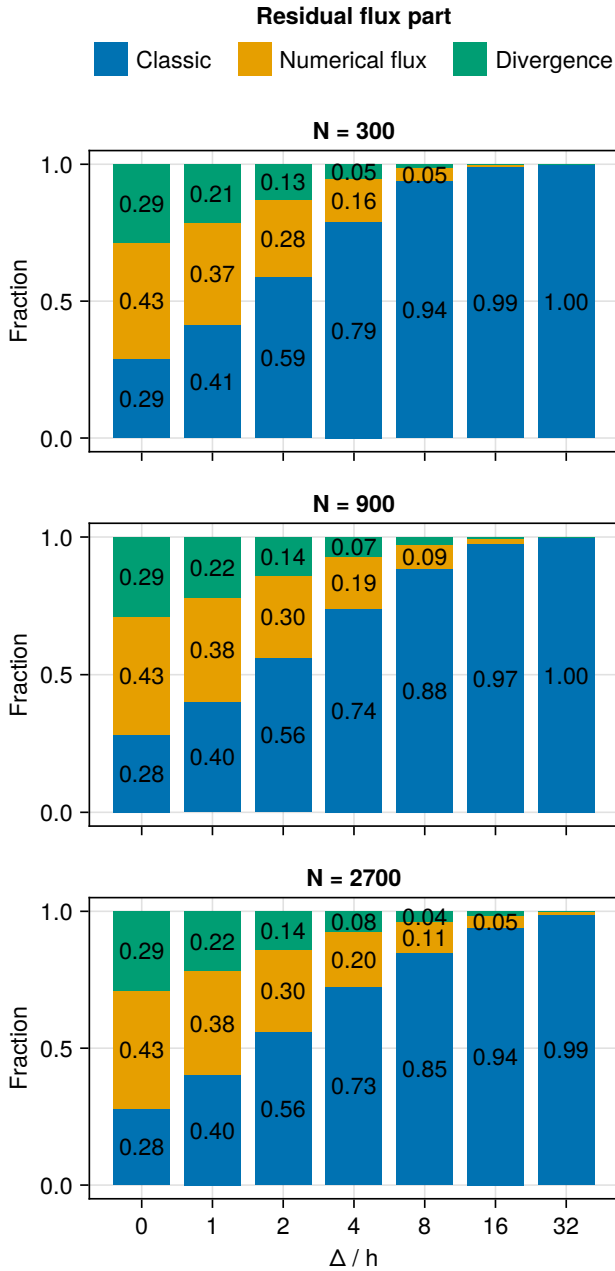 Residual flux part
Classic Numerical flux Divergence
N = 300
1.0
0.5
0.0
Fraction
0.29 0.21 0.13 0.05 0.05
0.43 0.37 0.28 0.16
0.29 0.41 0.59 0.79 0.94 0.99 1.00
N = 900
1.0
0.5
0.0
Fraction
0.29 0.22 0.14 0.07 0.09
0.43 0.38 0.30 0.19
0.28 0.40 0.56 0.74 0.88 0.97 1.00
N = 2700
1.0
0.5
0.0
Fraction
0.29 0.22 0.14 0.08 0.04 0.05
0.43 0.38 0.30 0.20 0.11
0.28 0.40 0.56 0.73 0.85 0.94 0.99
0 1 2 4 8 16 32
Δ / h